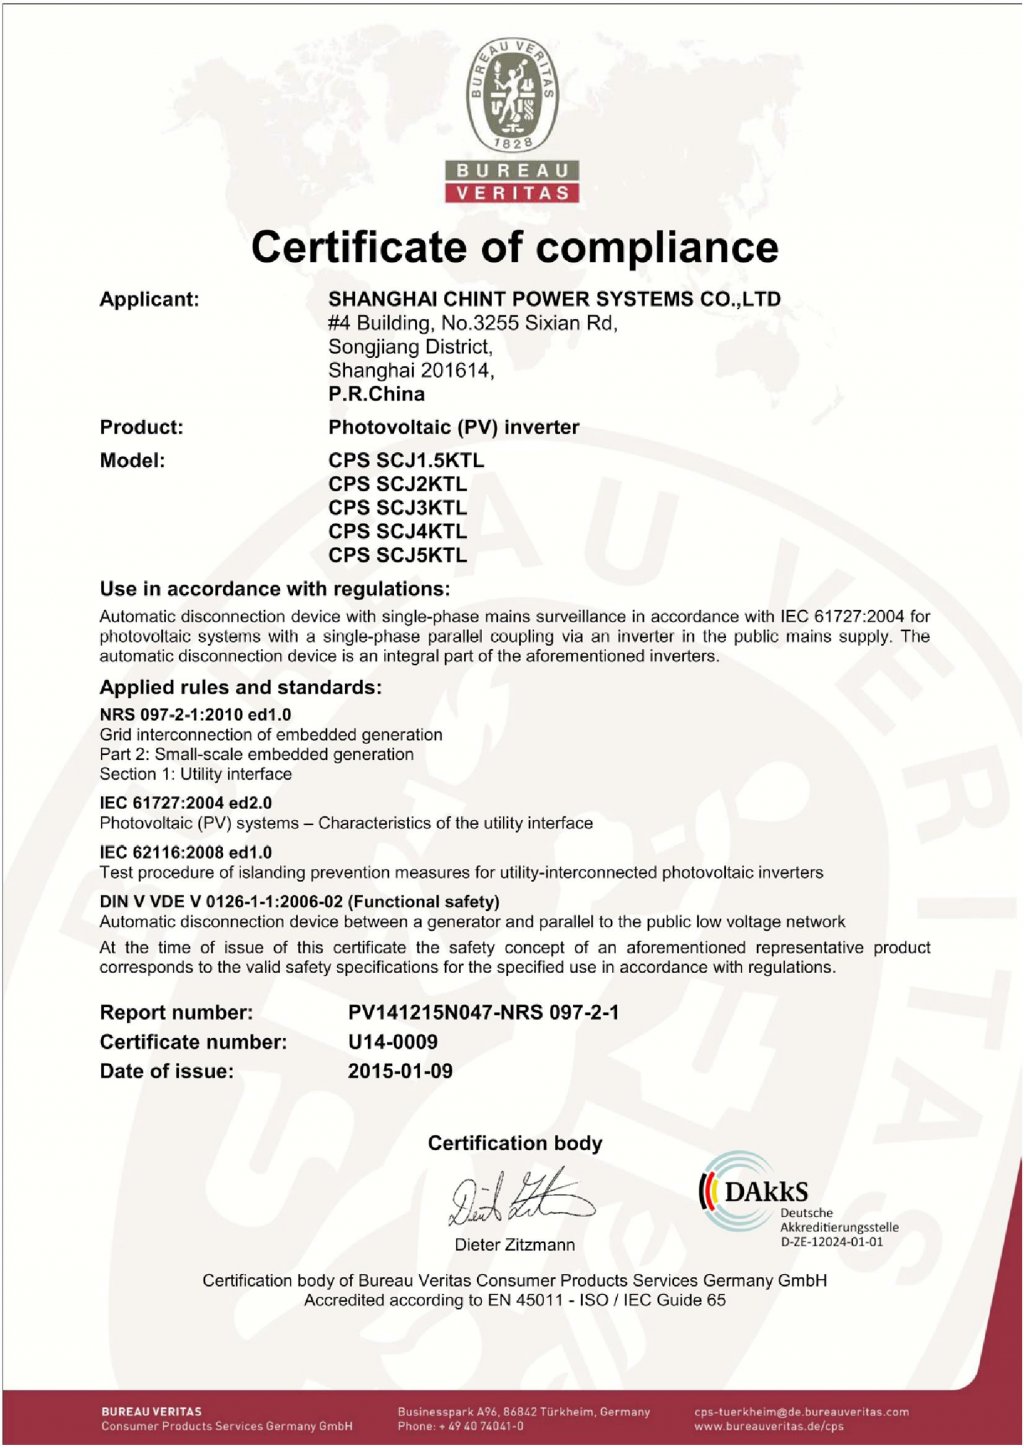 BUREAU VERITAS
1828
BUREAU
VERITAS
Certificate of compliance
Applicant: SHANGHAI CHINT POWER SYSTEMS CO.,LTD
#4 Building, No.3255 Sixian Rd,
Songjiang District,
Shanghai 201614,
P.R.China
Product: Photovoltaic (PV) inverter
Model: CPS SCJ1.5KTL
CPS SCJ2KTL
CPS SCJ3KTL
CPS SCJ4KTL
CPS SCJ5KTL
Use in accordance with regulations:
Automatic disconnection device with single-phase mains surveillance in accordance with IEC 61727:2004 for
photovoltaic systems with a single-phase parallel coupling via an inverter in the public mains supply. The
automatic disconnection device is an integral part of the aforementioned inverters.
Applied rules and standards:
NRS 097-2-1:2010 ed1.0
Grid interconnection of embedded generation
Part 2: Small-scale embedded generation
Section 1: Utility interface
IEC 61727:2004 ed2.0
Photovoltaic (PV) systems – Characteristics of the utility interface
IEC 62116:2008 ed1.0
Test procedure of islanding prevention measures for utility-interconnected photovoltaic inverters
DIN V VDE V 0126-1-1:2006-02 (Functional safety)
Automatic disconnection device between a generator and parallel to the public low voltage network
At the time of issue of this certificate the safety concept of an aforementioned representative product
corresponds to the valid safety specifications for the specified use in accordance with regulations.
Report number: PV141215N047-NRS 097-2-1
Certificate number: U14-0009
Date of issue: 2015-01-09
Certification body
Dieter Zitzmann
DAkkS
Deutsche
Akkreditierungsstelle
D-ZE-12024-01-01
Certification body of Bureau Veritas Consumer Products Services Germany GmbH
Accredited according to EN 45011 - ISO / IEC Guide 65
BUREAU VERITAS Businesspark A96, 86842 Türkheim, Germany cps-tuerkheim@de.bureauveritas.com
Consumer Products Services Germany GmbH Phone: + 49 40 74041-0 www.bureauveritas.de/cps